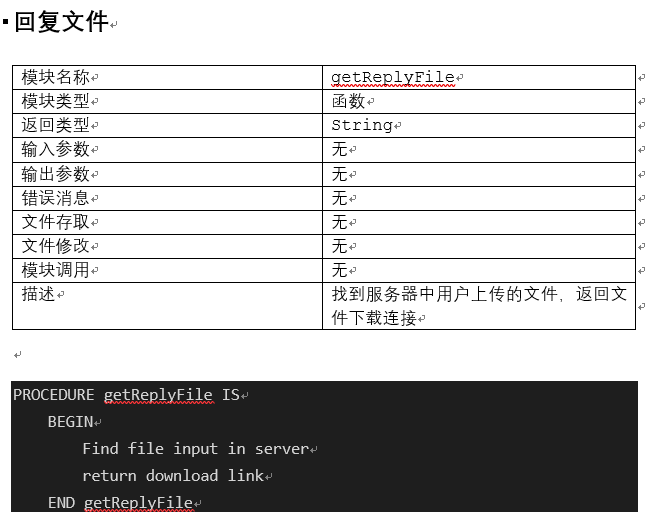 回复文件
模块名称 getReplyFile
模块类型 函数
返回类型 String
输入参数 无
输出参数 无
错误消息 无
文件存取 无
文件修改 无
模块调用 无
描述 找到服务器中用户上传的文件，返回文
件下载连接
PROCEDURE getReplyFile IS
BEGIN
Find file input in server
return download link
END getReplyFile